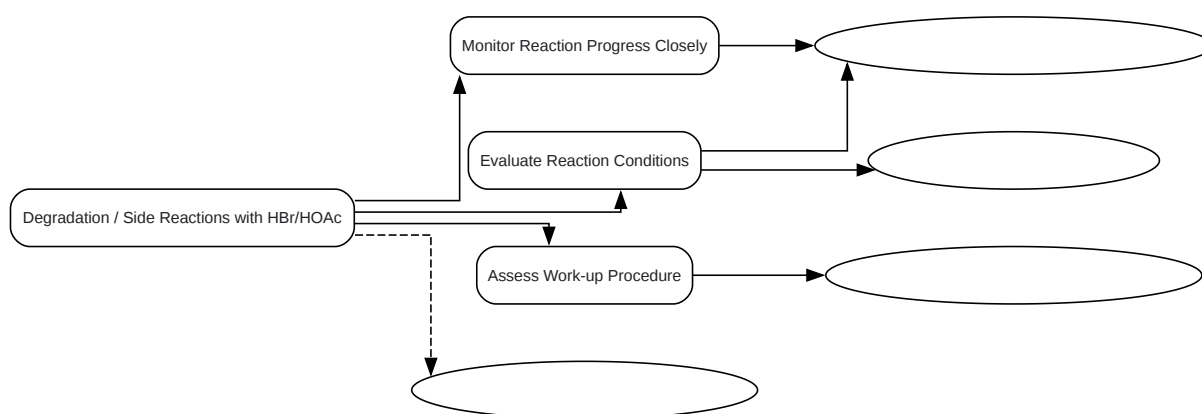 Monitor Reaction Progress Closely
Evaluate Reaction Conditions
Degradation / Side Reactions with HBr/HOAc
Assess Work-up Procedure